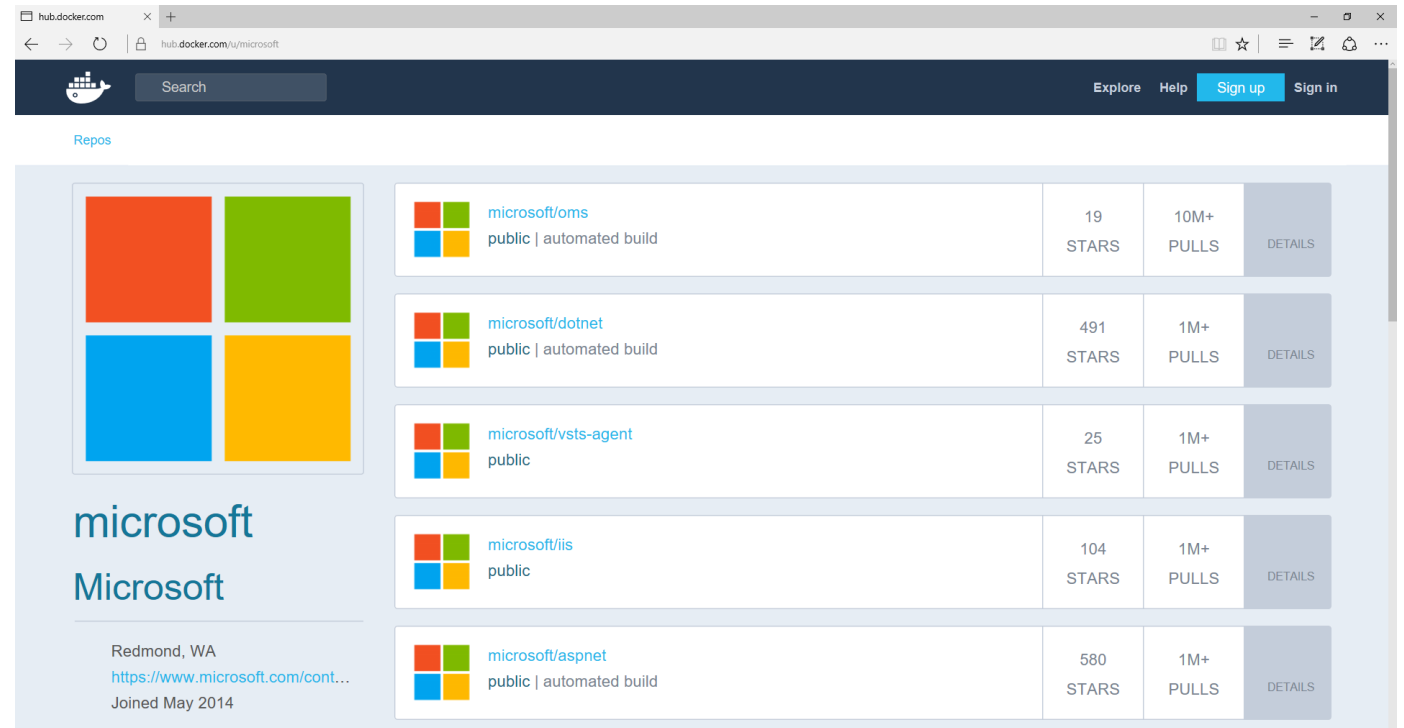 hub.docker.com
hub.docker.com/u/microsoft
Search
Explore Help Sign up Sign in
Repos
microsoft/oms
public | automated build
19
STARS
10M+
PULLS
DETAILS
microsoft/dotnet
public | automated build
491
STARS
1M+
PULLS
DETAILS
microsoft/vsts-agent
public
25
STARS
1M+
PULLS
DETAILS
microsoft/iis
public
104
STARS
1M+
PULLS
DETAILS
microsoft/aspnet
public | automated build
580
STARS
1M+
PULLS
DETAILS
microsoft
Microsoft
Redmond, WA
https://www.microsoft.com/cont…
Joined May 2014